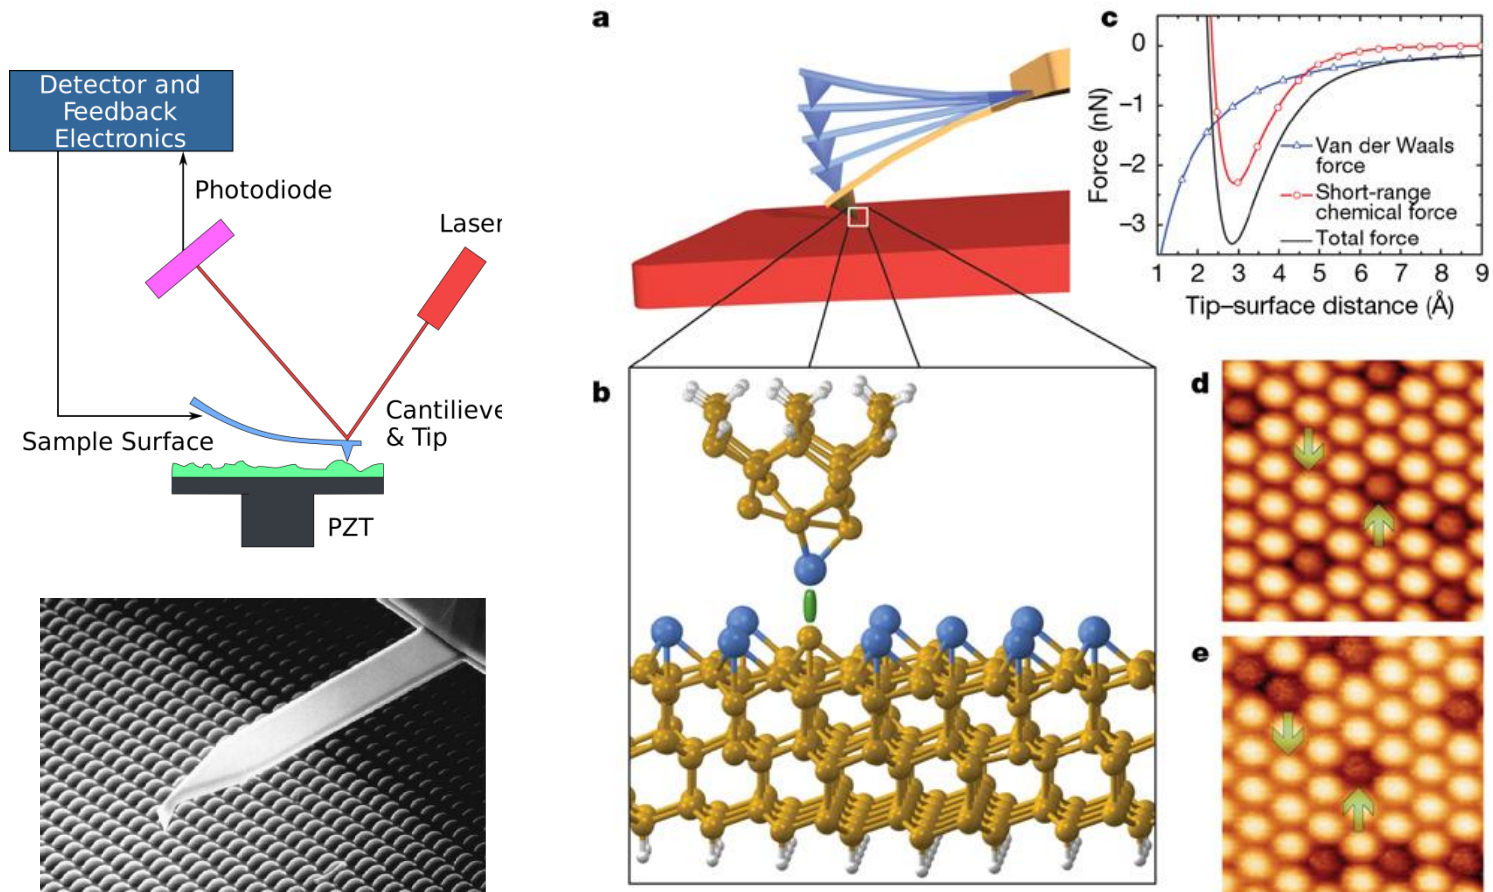 Detector and
Feedback
Electronics
Photodiode
Laser
Cantilieve
& Tip
Sample Surface
PZT
a
b
c
0
−1
−2
−3
Force (nN)
Van der Waals
force
Short-range
chemical force
Total force
1 2 3 4 5 6 7 8 9
Tip–surface distance (Å)
d
e